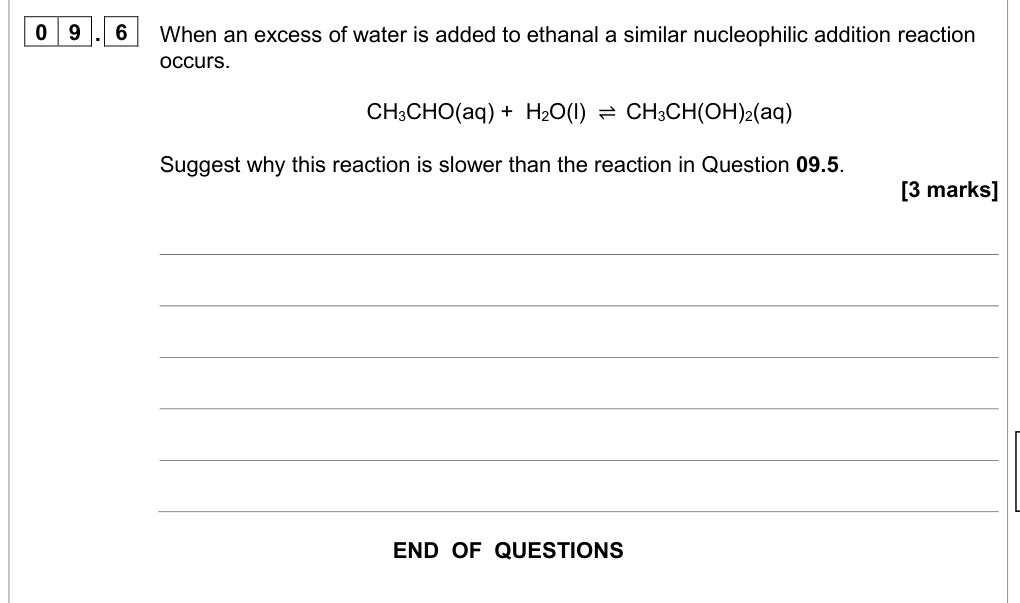 0 9 . 6 When an excess of water is added to ethanal a similar nucleophilic addition reaction
occurs.
CH₃CHO(aq) + H₂O(l) ⇌ CH₃CH(OH)₂(aq)
Suggest why this reaction is slower than the reaction in Question 09.5.
[3 marks]
END OF QUESTIONS